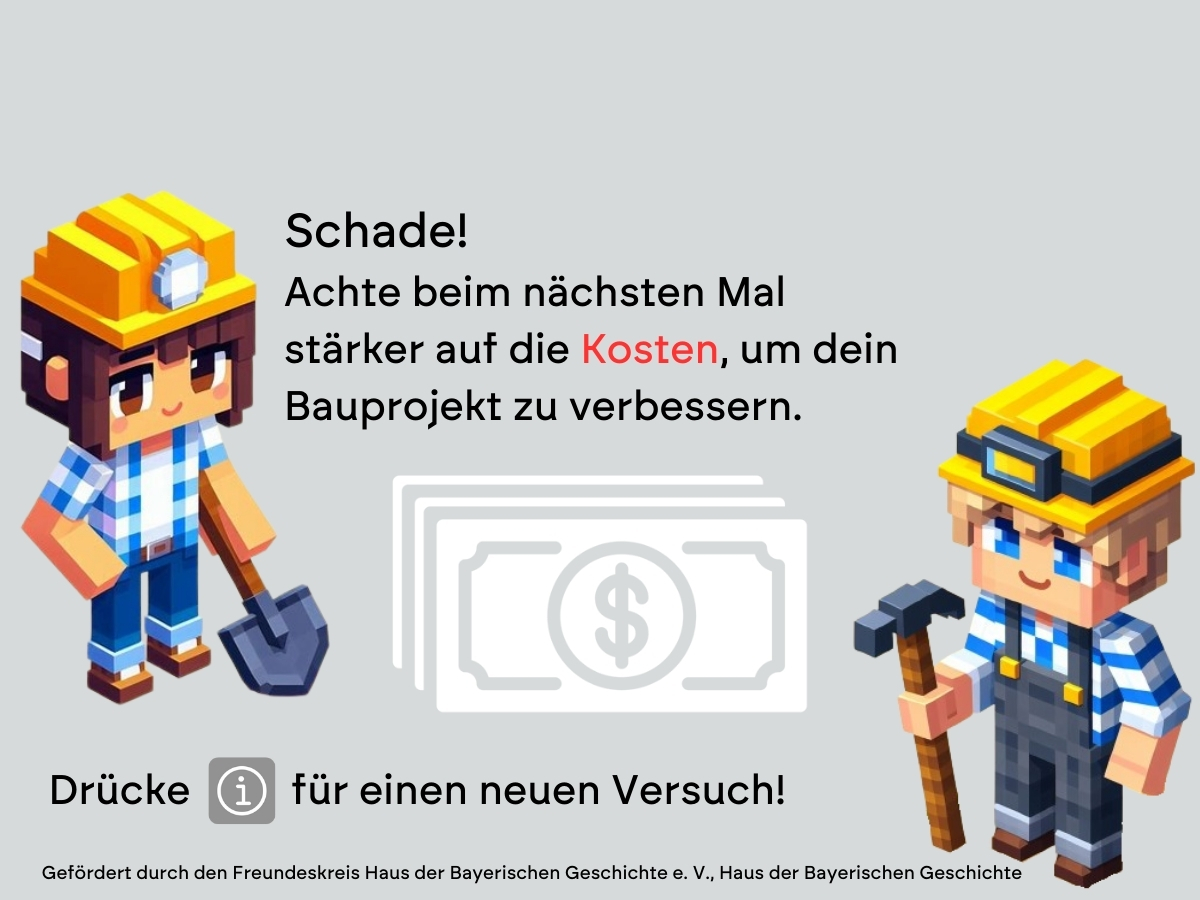 Schade!
Achte beim nächsten Mal
stärker auf die Kosten, um dein
Bauprojekt zu verbessern.
$
Drücke i für einen neuen Versuch!
Gefördert durch den Freundeskreis Haus der Bayerischen Geschichte e. V., Haus der Bayerischen Geschichte